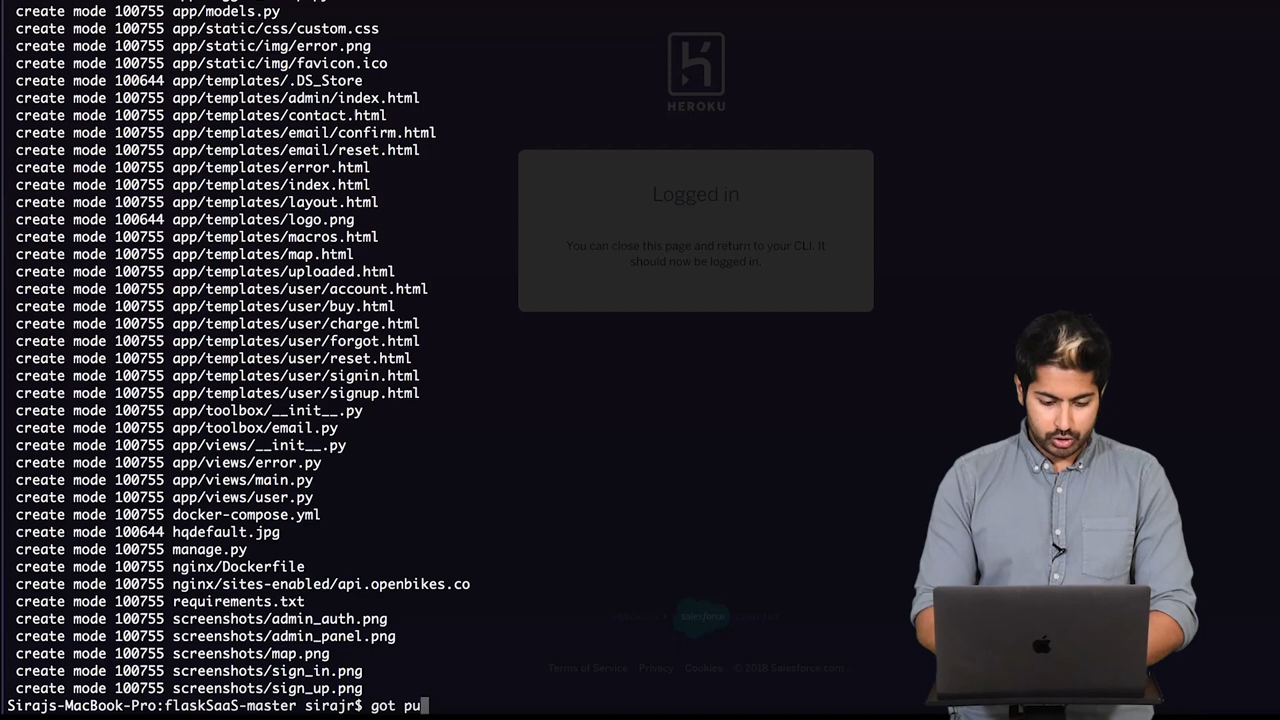 create mode 100755 app/models.py
create mode 100755 app/static/css/custom.css
create mode 100755 app/static/img/error.png
create mode 100755 app/static/img/favicon.ico
create mode 100644 app/templates/.DS_Store
create mode 100755 app/templates/admin/index.html
create mode 100755 app/templates/contact.html
create mode 100755 app/templates/email/confirm.html
create mode 100755 app/templates/email/reset.html
create mode 100755 app/templates/error.html
create mode 100755 app/templates/index.html
create mode 100755 app/templates/layout.html
create mode 100644 app/templates/logo.png
create mode 100755 app/templates/macros.html
create mode 100755 app/templates/map.html
create mode 100755 app/templates/uploaded.html
create mode 100755 app/templates/user/account.html
create mode 100755 app/templates/user/buy.html
create mode 100755 app/templates/user/charge.html
create mode 100755 app/templates/user/forgot.html
create mode 100755 app/templates/user/reset.html
create mode 100755 app/templates/user/signin.html
create mode 100755 app/templates/user/signup.html
create mode 100755 app/toolbox/__init__.py
create mode 100755 app/toolbox/email.py
create mode 100755 app/views/__init__.py
create mode 100755 app/views/error.py
create mode 100755 app/views/main.py
create mode 100755 app/views/user.py
create mode 100755 docker-compose.yml
create mode 100644 hqdefault.jpg
create mode 100755 manage.py
create mode 100755 nginx/Dockerfile
create mode 100755 nginx/sites-enabled/api.openbikes.co
create mode 100755 requirements.txt
create mode 100755 screenshots/admin_auth.png
create mode 100755 screenshots/admin_panel.png
create mode 100755 screenshots/map.png
create mode 100755 screenshots/sign_in.png
create mode 100755 screenshots/sign_up.png
Sirajs-MacBook-Pro:flaskSaaS-master sirajr$ got pu
HEROKU
Logged in
You can close this page and return to your CLI. It
should now be logged in.
salesforce
Terms of Service Privacy Cookies © 2018 Salesforce.com